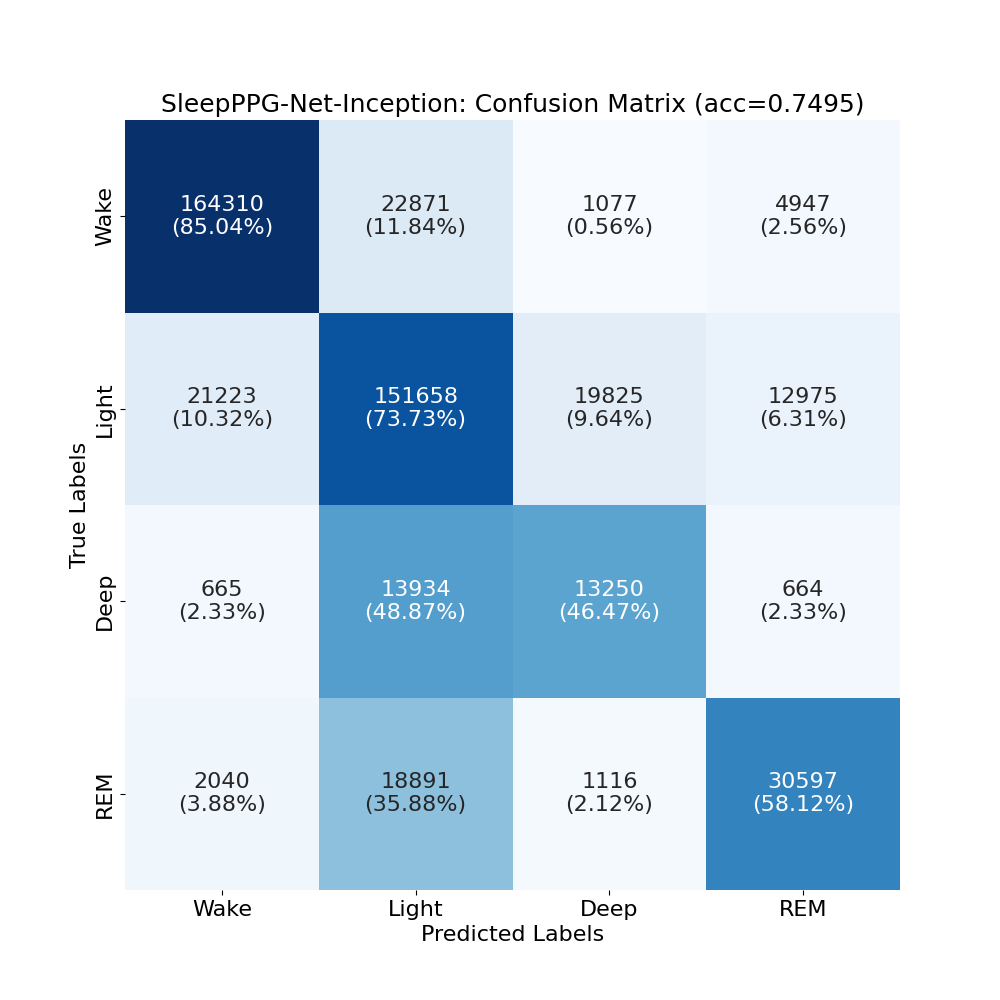 SleepPPG-Net-Inception: Confusion Matrix (acc=0.7495)
True Labels
Wake
164310
(85.04%)
22871
(11.84%)
1077
(0.56%)
4947
(2.56%)
Light
21223
(10.32%)
151658
(73.73%)
19825
(9.64%)
12975
(6.31%)
Deep
665
(2.33%)
13934
(48.87%)
13250
(46.47%)
664
(2.33%)
REM
2040
(3.88%)
18891
(35.88%)
1116
(2.12%)
30597
(58.12%)
Wake
Light
Deep
REM
Predicted Labels